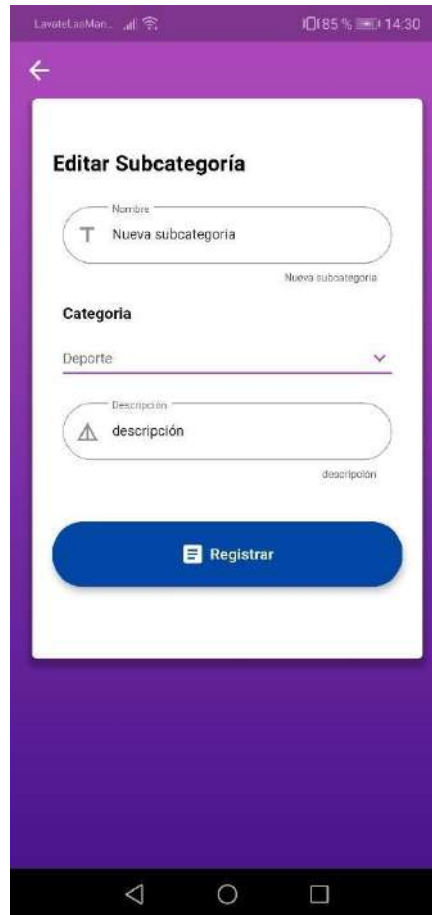 LavateLasMan... 85 % 14:30
Editar Subcategoría
Nombre
Nueva subcategoria
Nueva subcategoria
Categoria
Deporte
Descripción
descripción
descripción
Registrar